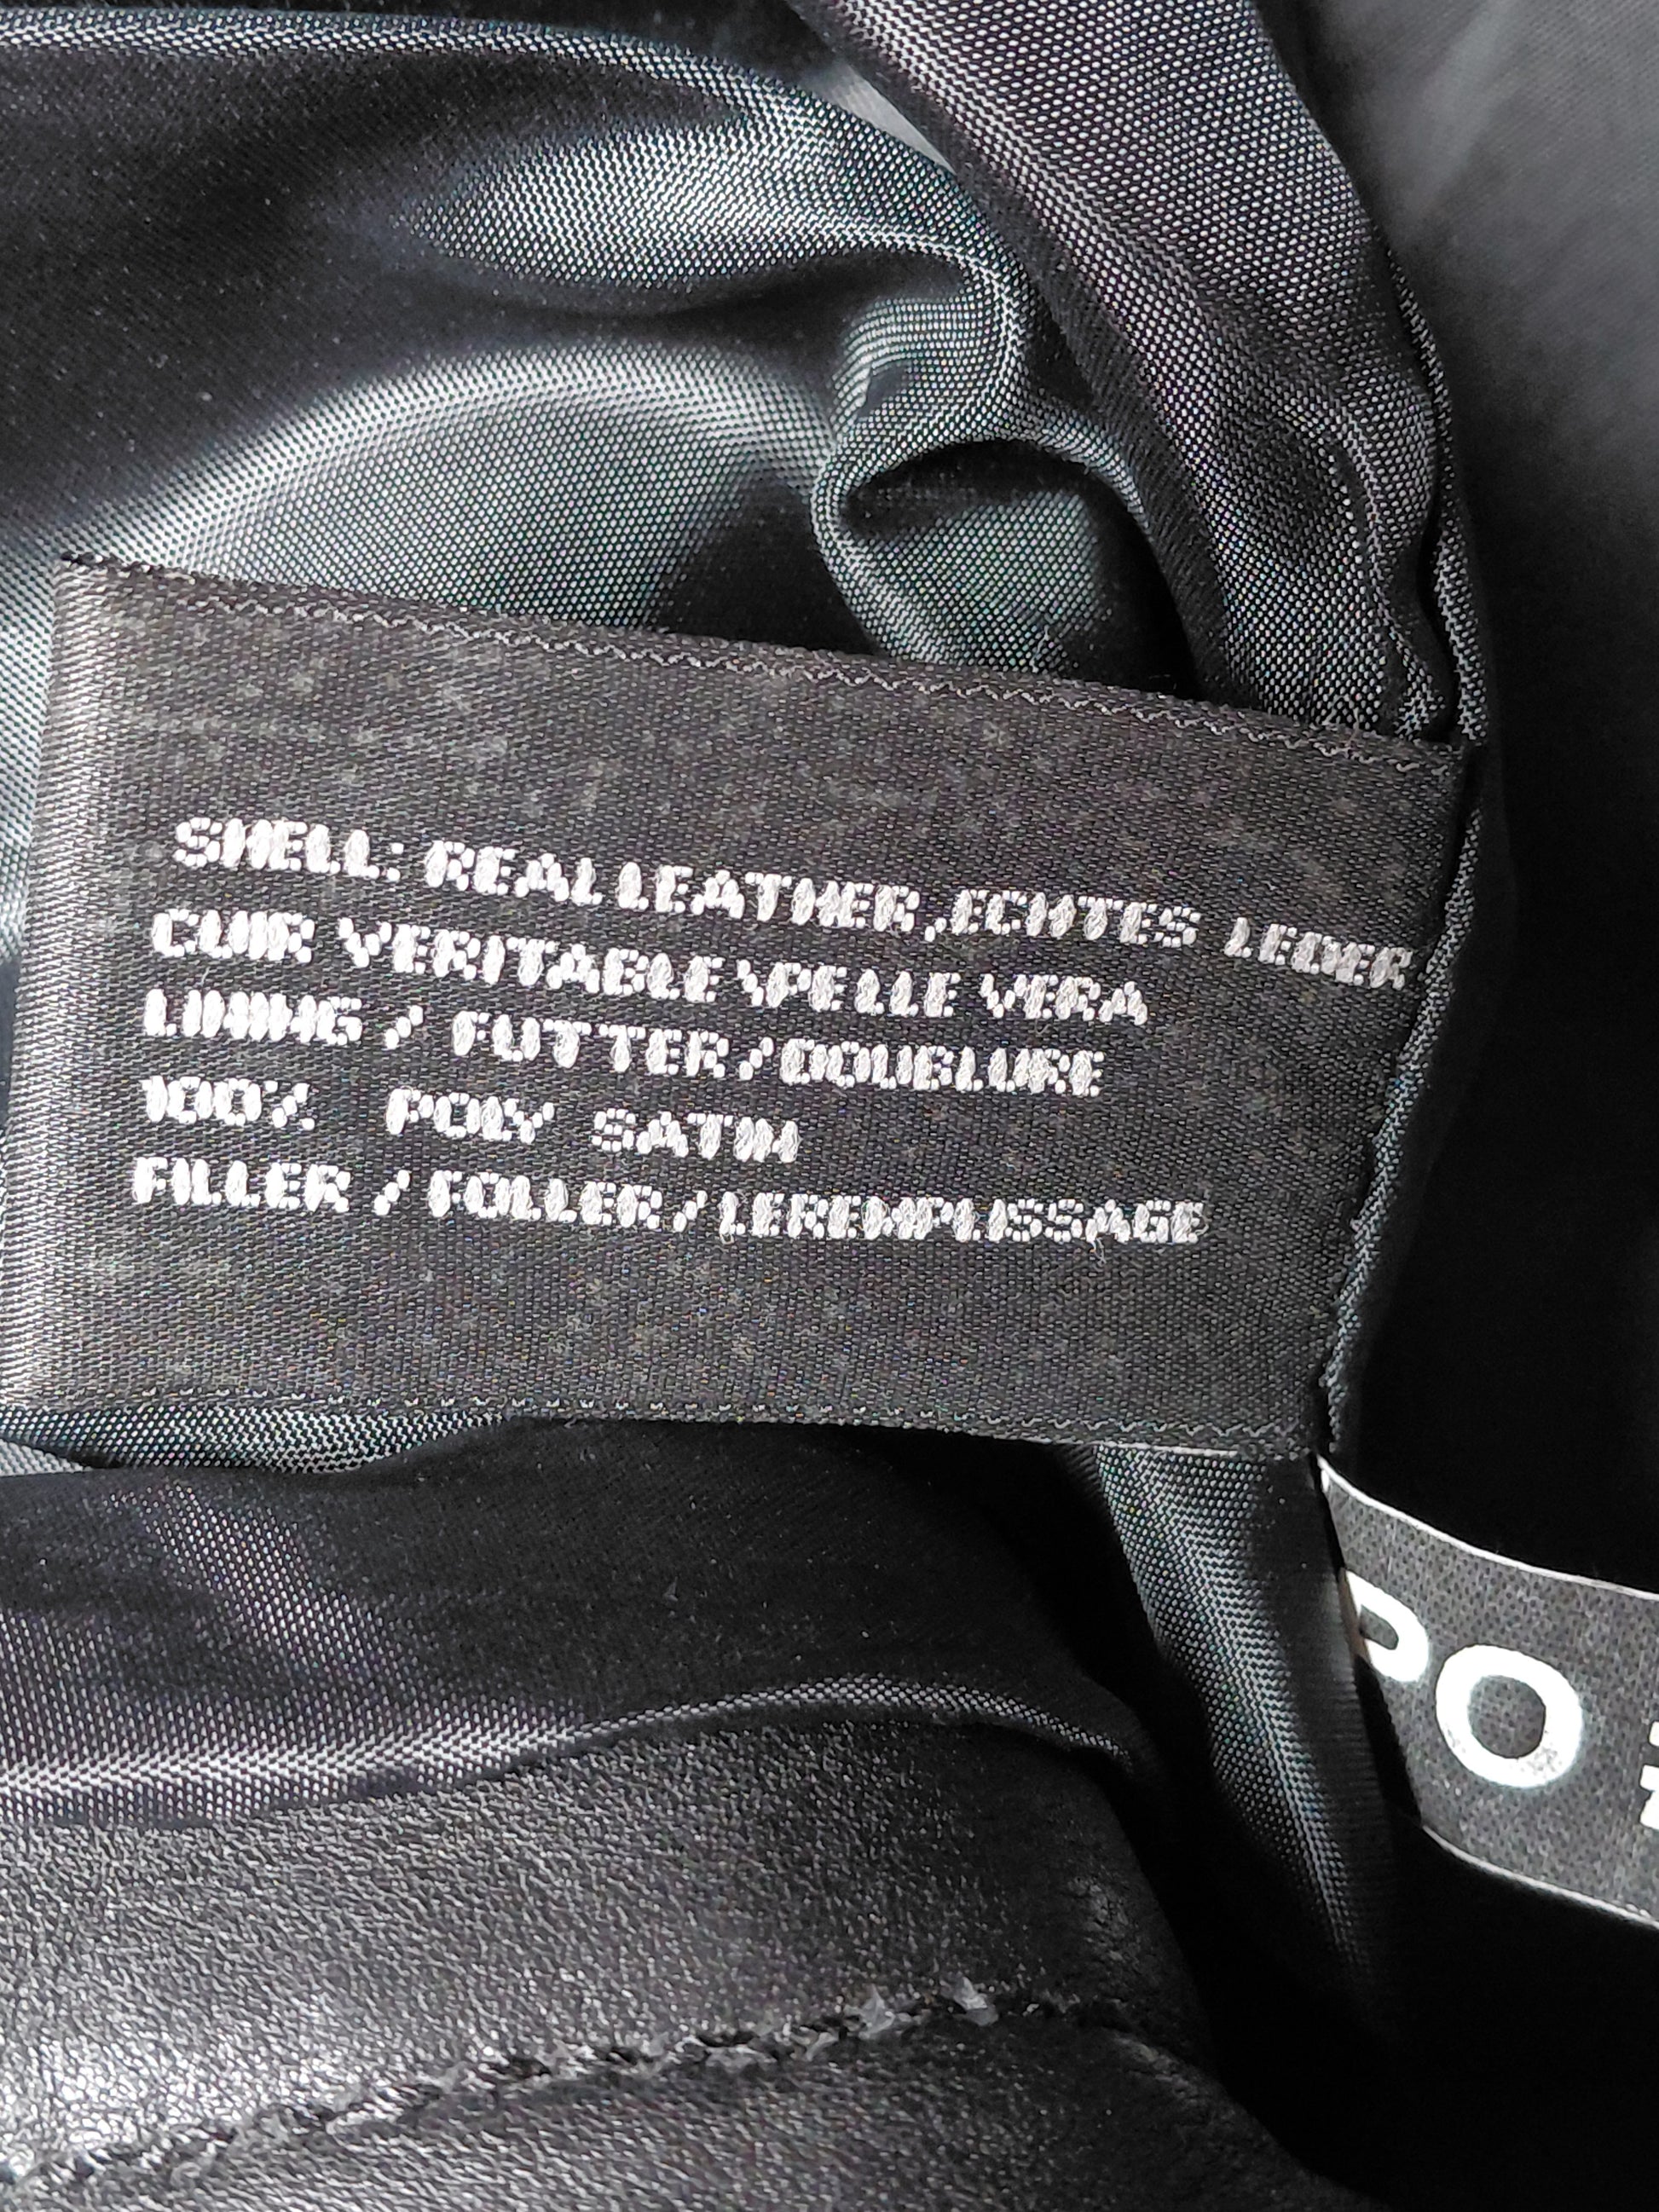 SHELL: REAL LEATHER,ECHTES LEDER
CUIR VERITABLE\PELLE VERA
LINING / FUTTER/DOUBLURE
100% POLY SATIN
FILLER / FOLLER/LEREMPLISSAGE
PO